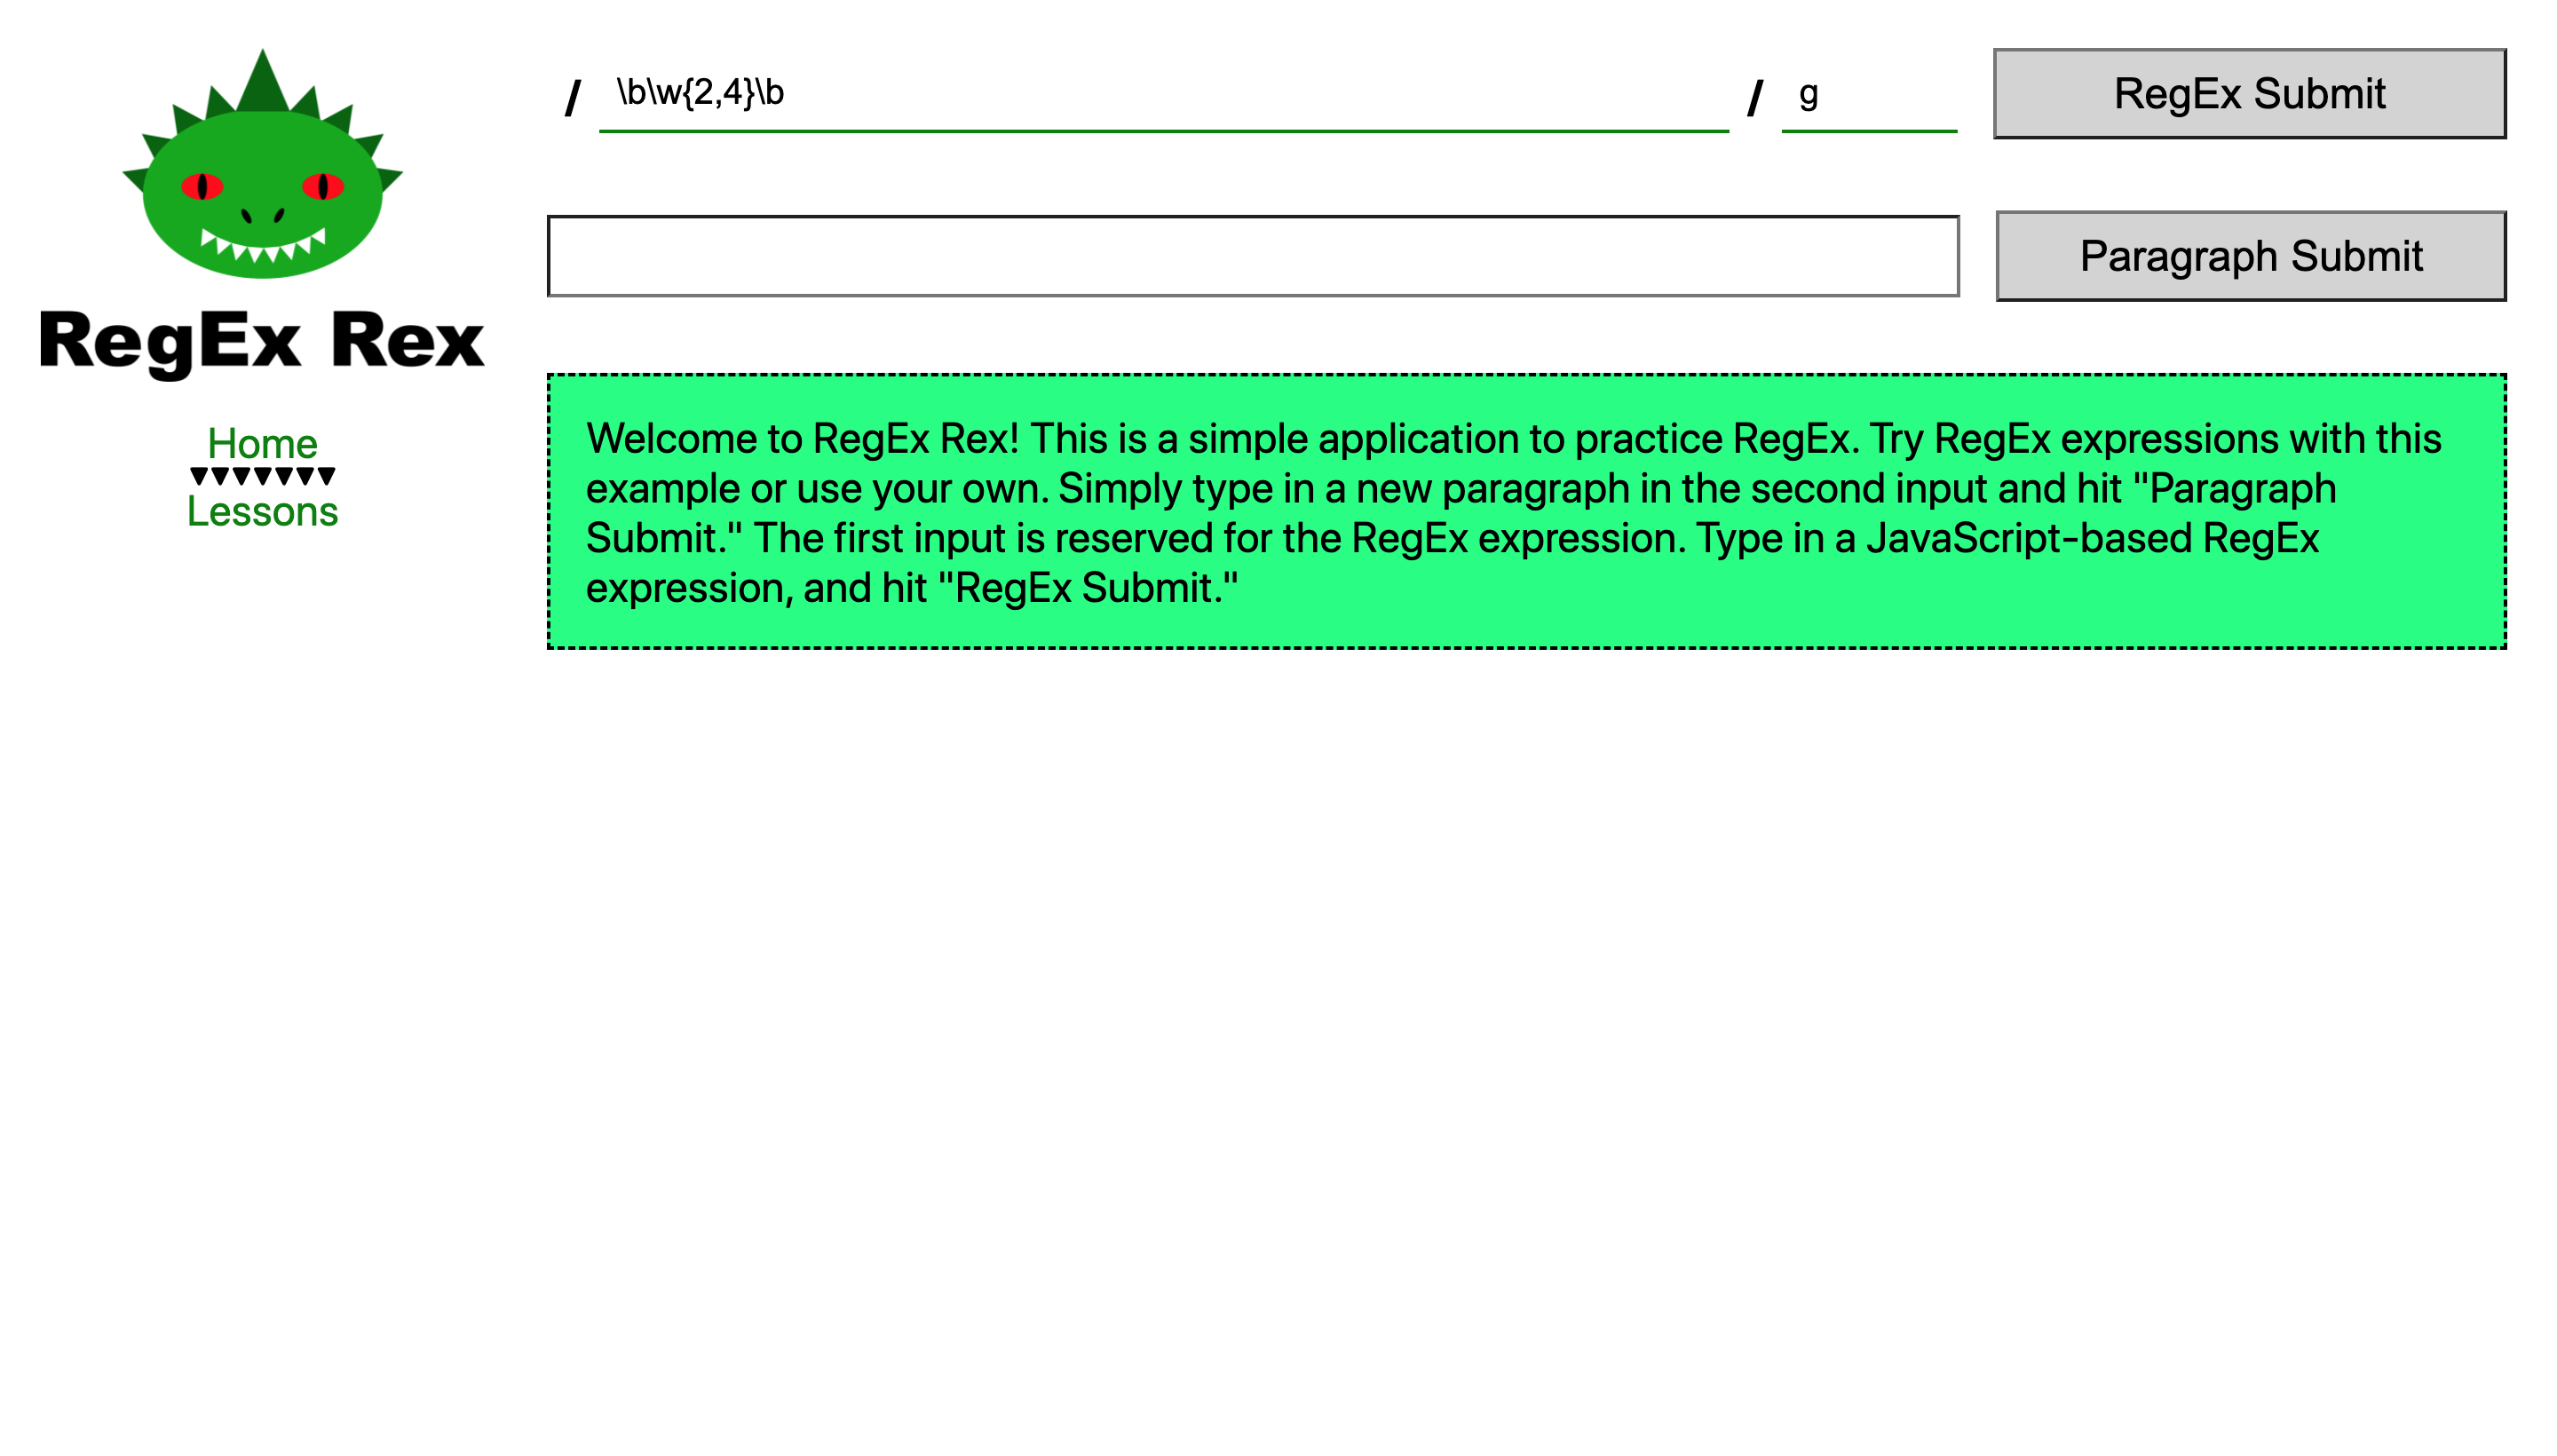 / \b\w{2,4}\b / g RegEx Submit
Paragraph Submit
RegEx Rex
Home
Lessons
Welcome to RegEx Rex! This is a simple application to practice RegEx. Try RegEx expressions with this
example or use your own. Simply type in a new paragraph in the second input and hit "Paragraph
Submit." The first input is reserved for the RegEx expression. Type in a JavaScript-based RegEx
expression, and hit "RegEx Submit."